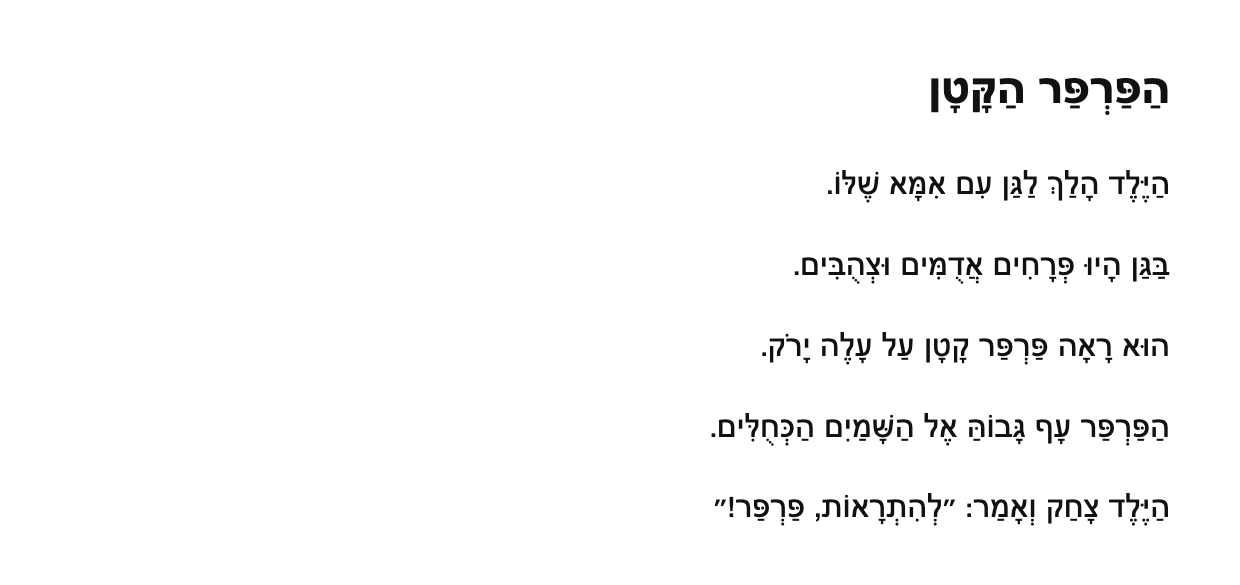 הַפַּרְפַּר הַקָּטָן
הַיֶּלֶד הָלַךְ לַגַּן עִם אִמָּא שֶׁלּוֹ.
בַּגַּן הָיוּ פְּרָחִים אֲדֻמִּים וּצְהֻבִּים.
הוּא רָאָה פַּרְפַּר קָטָן עַל עָלֶה יָרֹק.
הַפַּרְפַּר עָף גָּבוֹהַּ אֶל הַשָּׁמַיִם הַכְּחֻלִּים.
הַיֶּלֶד צָחַק וְאָמַר: ״לְהִתְרָאוֹת, פַּרְפַּר!״